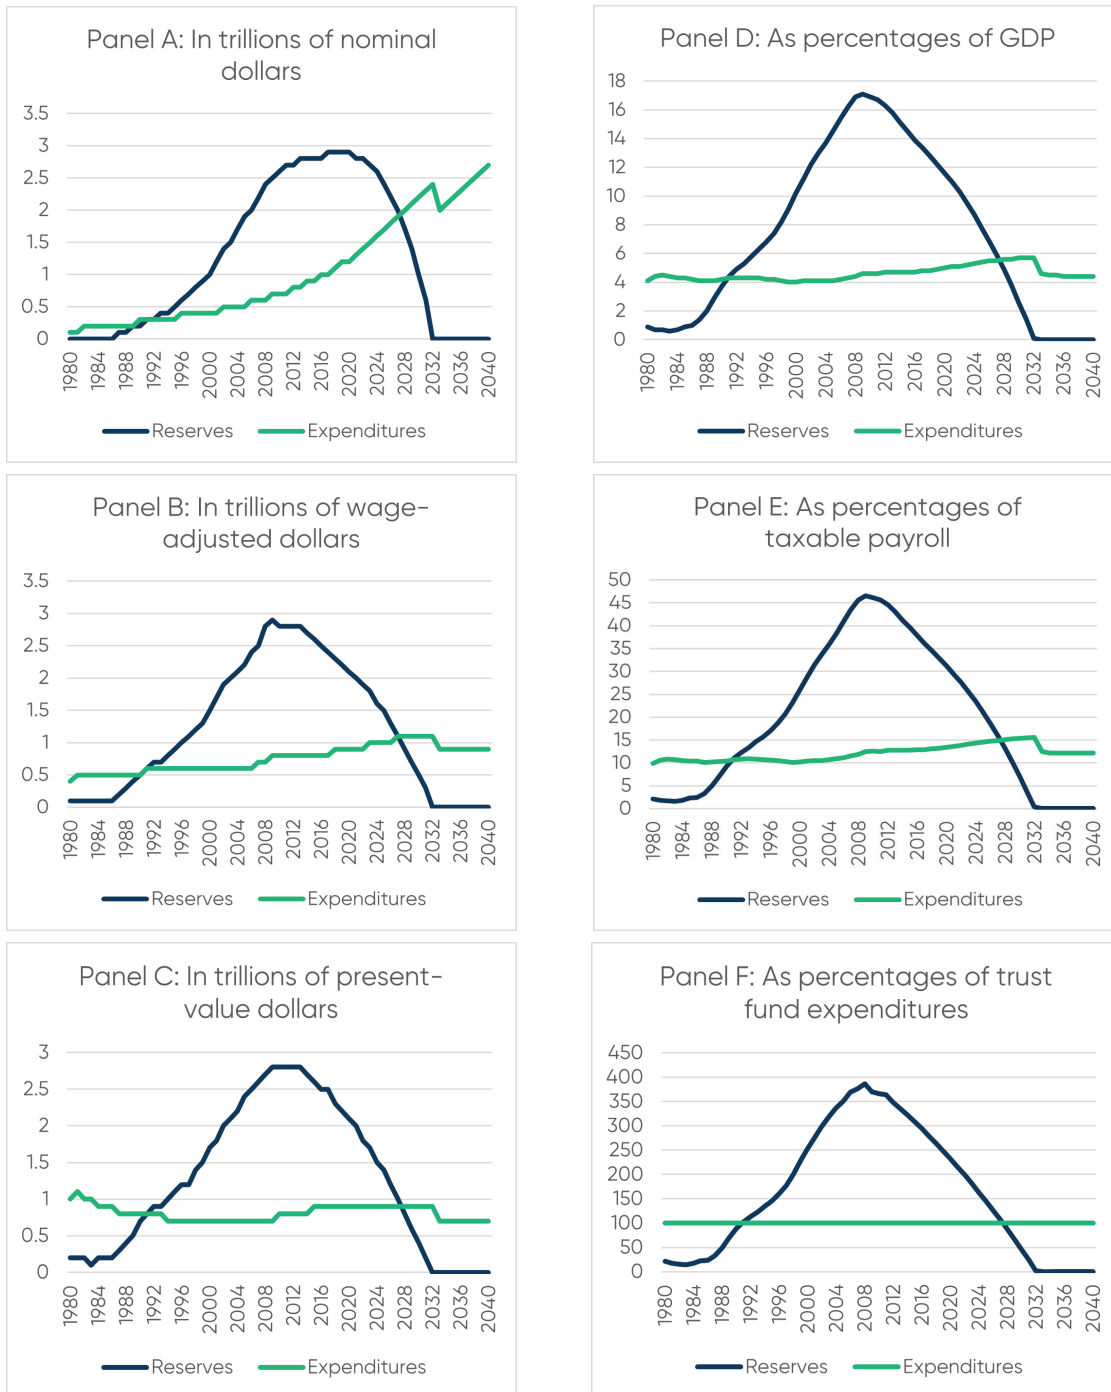 Panel A: In trillions of nominal
dollars
3.5
3
2.5
2
1.5
1
0.5
0
1980 1984 1988 1992 1996 2000 2004 2008 2012 2016 2020 2024 2028 2032 2036 2040
Reserves Expenditures
Panel D: As percentages of GDP
18
16
14
12
10
8
6
4
2
0
1980 1984 1988 1992 1996 2000 2004 2008 2012 2016 2020 2024 2028 2032 2036 2040
Reserves Expenditures
Panel B: In trillions of wage-
adjusted dollars
3.5
3
2.5
2
1.5
1
0.5
0
1980 1984 1988 1992 1996 2000 2004 2008 2012 2016 2020 2024 2028 2032 2036 2040
Reserves Expenditures
Panel E: As percentages of
taxable payroll
50
45
40
35
30
25
20
15
10
5
0
1980 1984 1988 1992 1996 2000 2004 2008 2012 2016 2020 2024 2028 2032 2036 2040
Reserves Expenditures
Panel C: In trillions of present-
value dollars
3
2.5
2
1.5
1
0.5
0
1980 1984 1988 1992 1996 2000 2004 2008 2012 2016 2020 2024 2028 2032 2036 2040
Reserves Expenditures
Panel F: As percentages of trust
fund expenditures
450
400
350
300
250
200
150
100
50
0
1980 1984 1988 1992 1996 2000 2004 2008 2012 2016 2020 2024 2028 2032 2036 2040
Reserves Expenditures